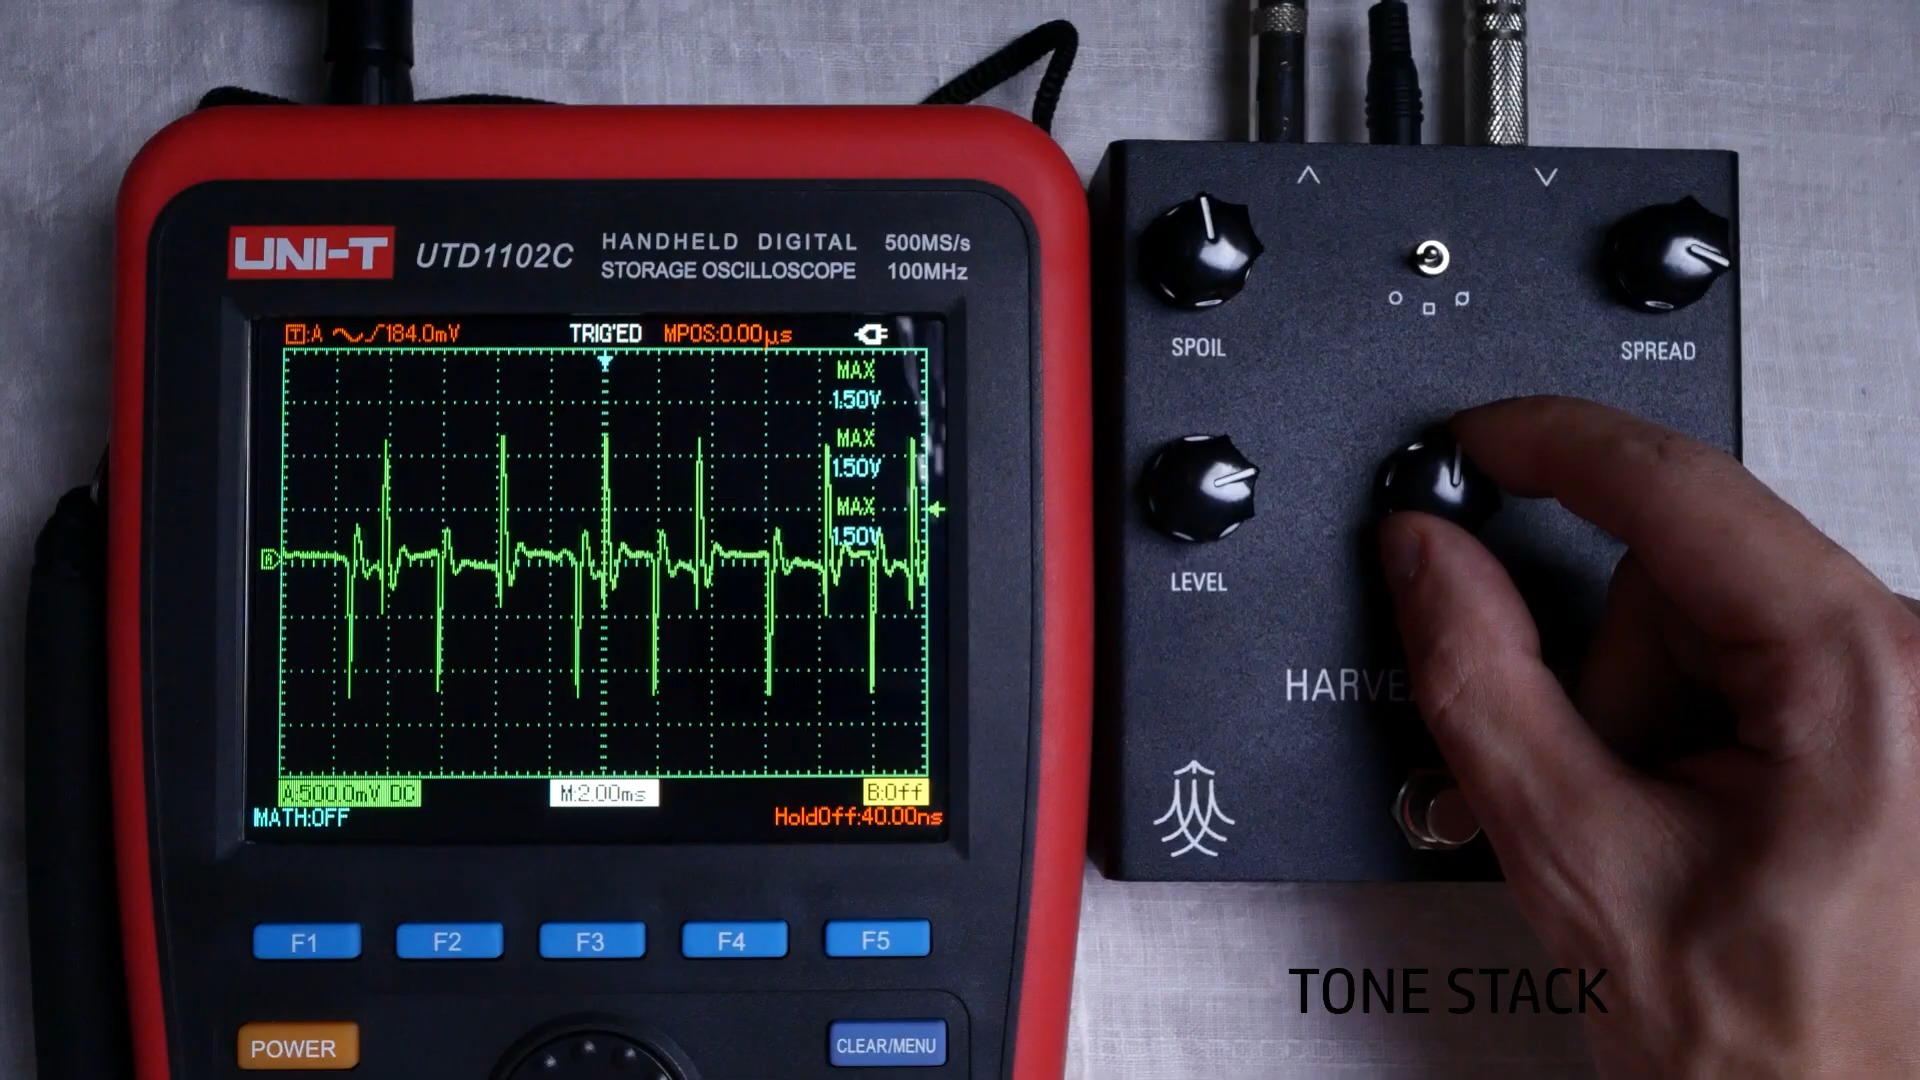 UNI-T UTD1102C
HANDHELD DIGITAL 500MS/s
STORAGE OSCILLOSCOPE 100MHz
T:A 184.0mV TRIG'ED MPOS:0.00µs
MAX
1.50V
MAX
1.50V
MAX
1.50V
A
A:500.0mV DC M:2.00ms B:Off
MATH:OFF HoldOff:40.00ns
F1 F2 F3 F4 F5
POWER
CLEAR/MENU
SPOIL
SPREAD
LEVEL
TONE STACK